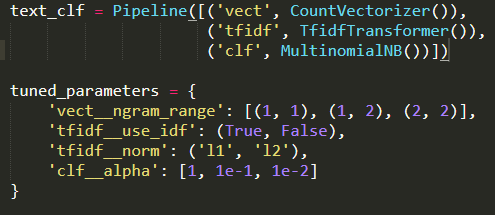 text_clf = Pipeline([('vect', CountVectorizer()),
('tfidf', TfidfTransformer()),
('clf', MultinomialNB())])
tuned_parameters = {
'vect__ngram_range': [(1, 1), (1, 2), (2, 2)],
'tfidf__use_idf': (True, False),
'tfidf__norm': ('l1', 'l2'),
'clf__alpha': [1, 1e-1, 1e-2]
}